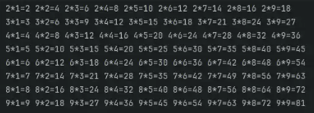 2*1=2 2*2=4 2*3=6 2*4=8 2*5=10 2*6=12 2*7=14 2*8=16 2*9=18
3*1=3 3*2=6 3*3=9 3*4=12 3*5=15 3*6=18 3*7=21 3*8=24 3*9=27
4*1=4 4*2=8 4*3=12 4*4=16 4*5=20 4*6=24 4*7=28 4*8=32 4*9=36
5*1=5 5*2=10 5*3=15 5*4=20 5*5=25 5*6=30 5*7=35 5*8=40 5*9=45
6*1=6 6*2=12 6*3=18 6*4=24 6*5=30 6*6=36 6*7=42 6*8=48 6*9=54
7*1=7 7*2=14 7*3=21 7*4=28 7*5=35 7*6=42 7*7=49 7*8=56 7*9=63
8*1=8 8*2=16 8*3=24 8*4=32 8*5=40 8*6=48 8*7=56 8*8=64 8*9=72
9*1=9 9*2=18 9*3=27 9*4=36 9*5=45 9*6=54 9*7=63 9*8=72 9*9=81